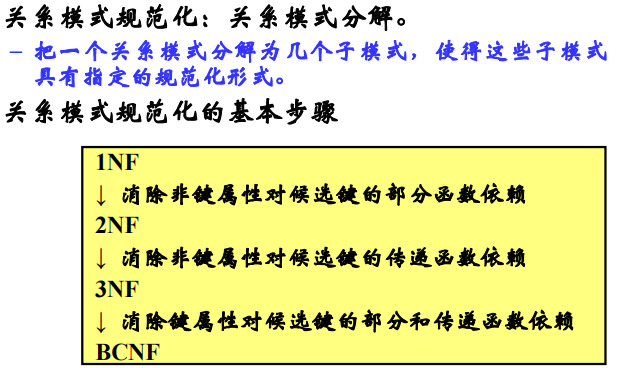 关系模式规范化：关系模式分解。
– 把一个关系模式分解为几个子模式，使得这些子模式
具有指定的规范化形式。
关系模式规范化的基本步骤
1NF
↓ 消除非键属性对候选键的部分函数依赖
2NF
↓ 消除非键属性对候选键的传递函数依赖
3NF
↓ 消除键属性对候选键的部分和传递函数依赖
BCNF